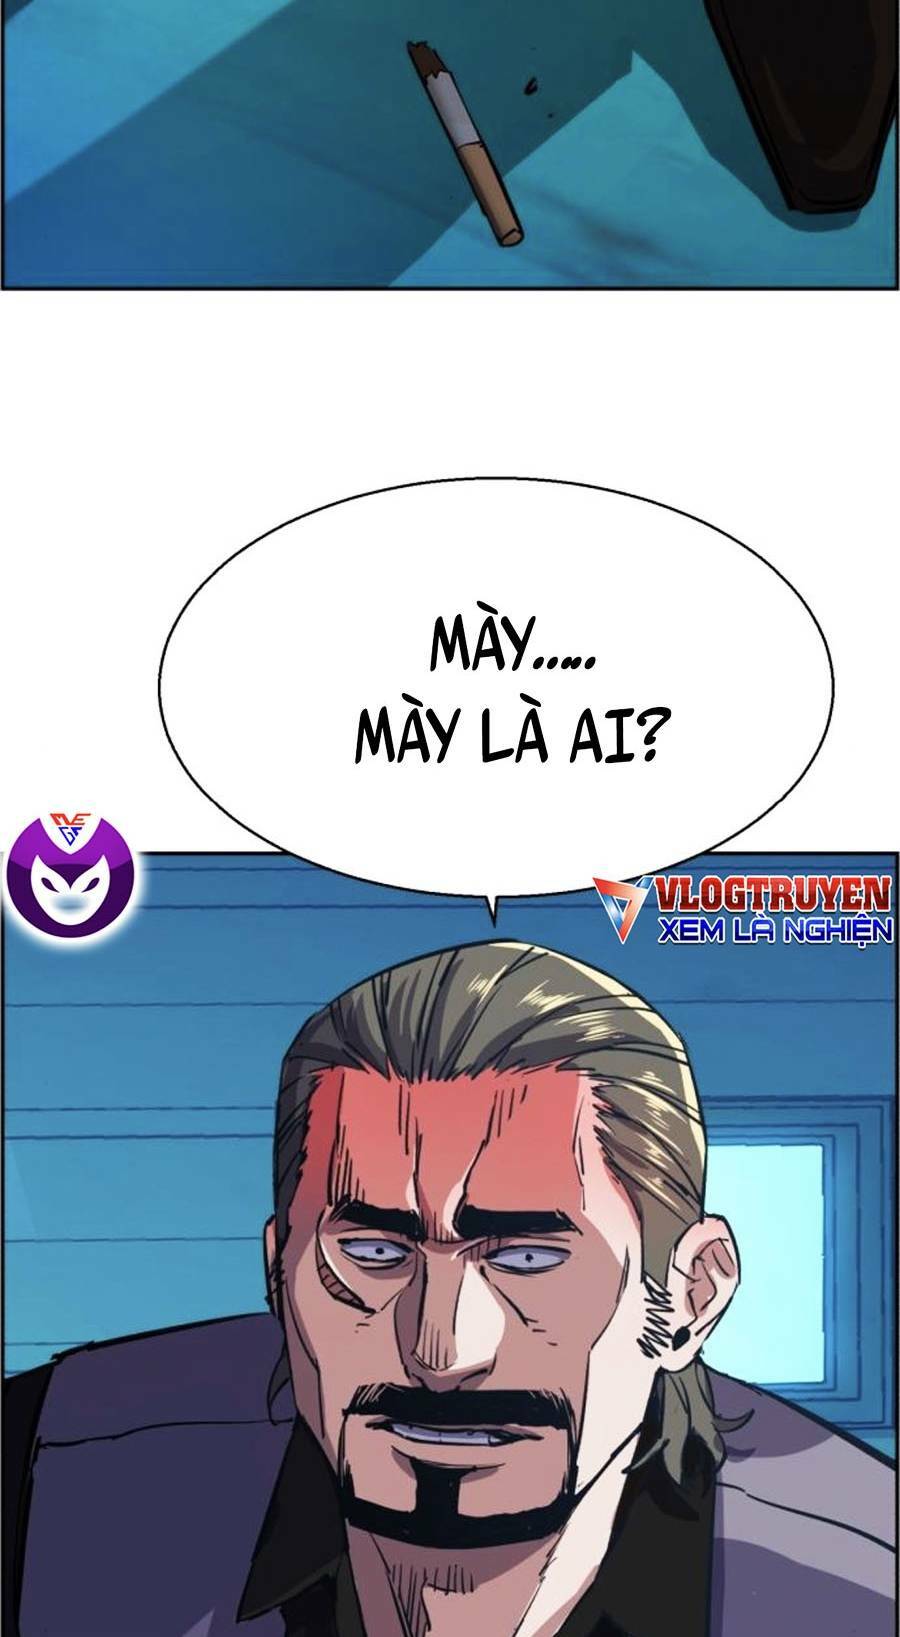 MÀY.....
MÀY LÀ AI?
VLOGTRUYEN
XEM LÀ NGHIỆN